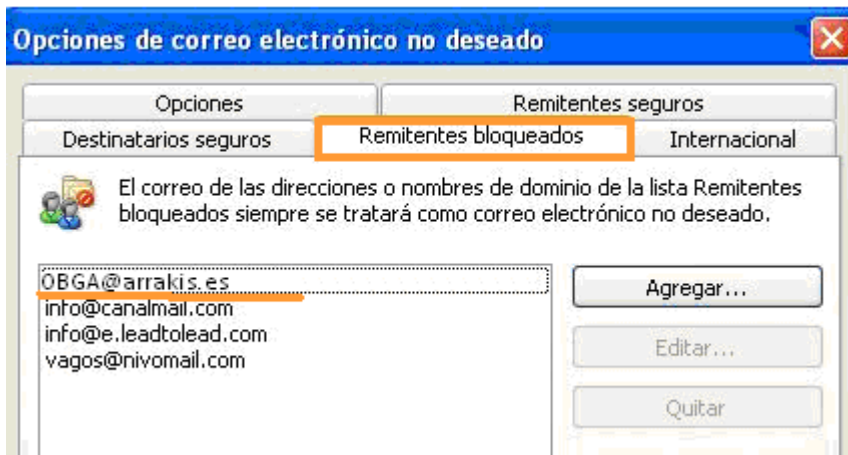 Opciones de correo electrónico no deseado
Opciones
Remitentes seguros
Destinatarios seguros
Remitentes bloqueados
Internacional
El correo de las direcciones o nombres de dominio de la lista Remitentes
bloqueados siempre se tratará como correo electrónico no deseado.
OBGA@arrakis.es
info@canalmail.com
info@e.leadtolead.com
vagos@nivomail.com
Agregar...
Editar...
Quitar